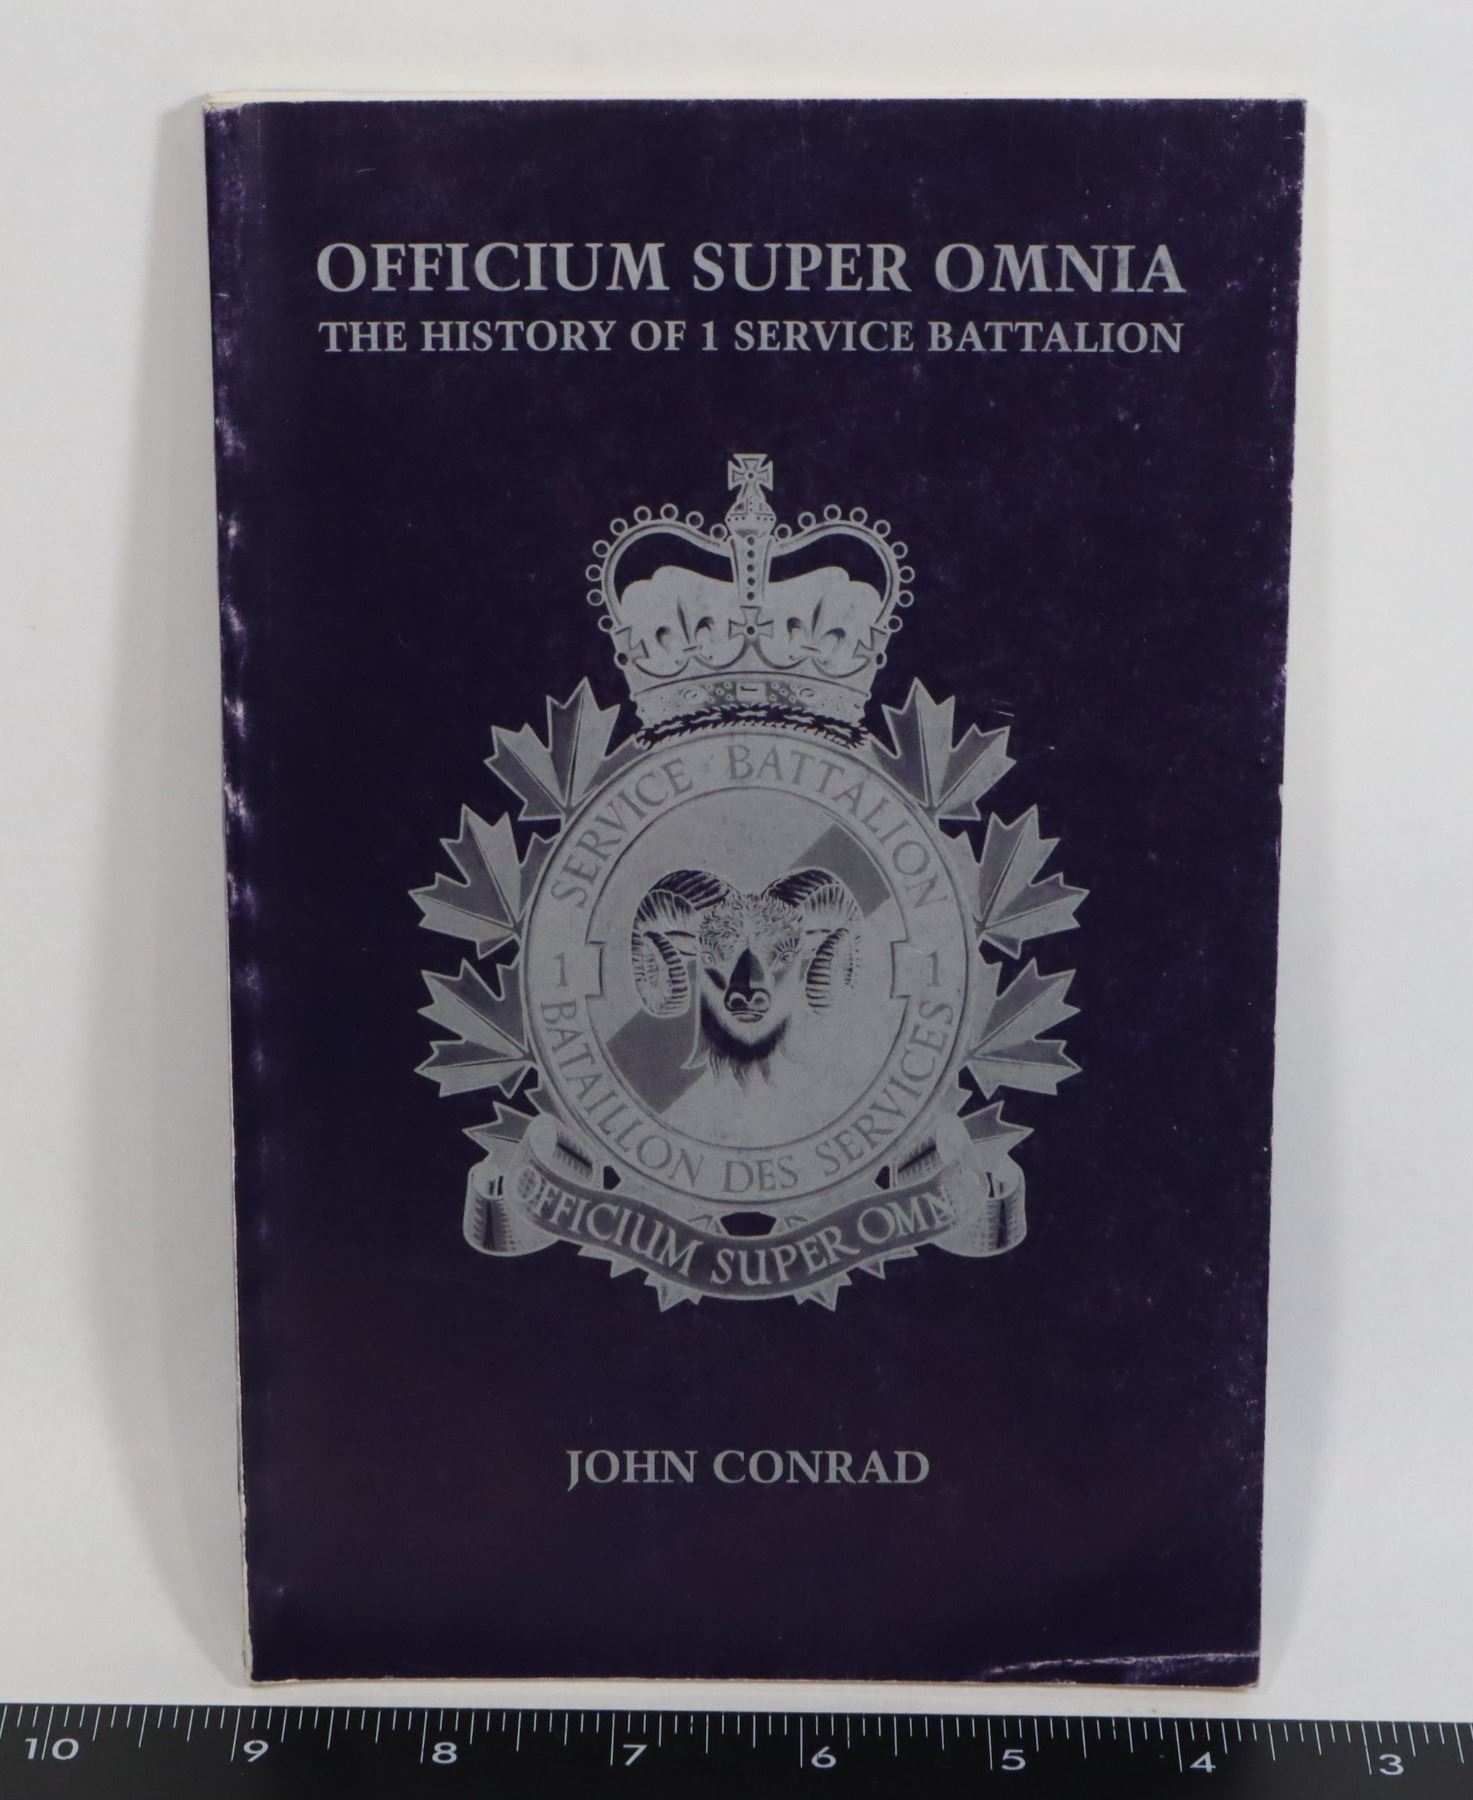 OFFICIUM SUPER OMNIA
THE HISTORY OF 1 SERVICE BATTALION
SERVICE BATTALION
1 1
BATAILLON DES SERVICES
OFFICIUM SUPER OMN
JOHN CONRAD
10 9 8 7 6 5 4 3